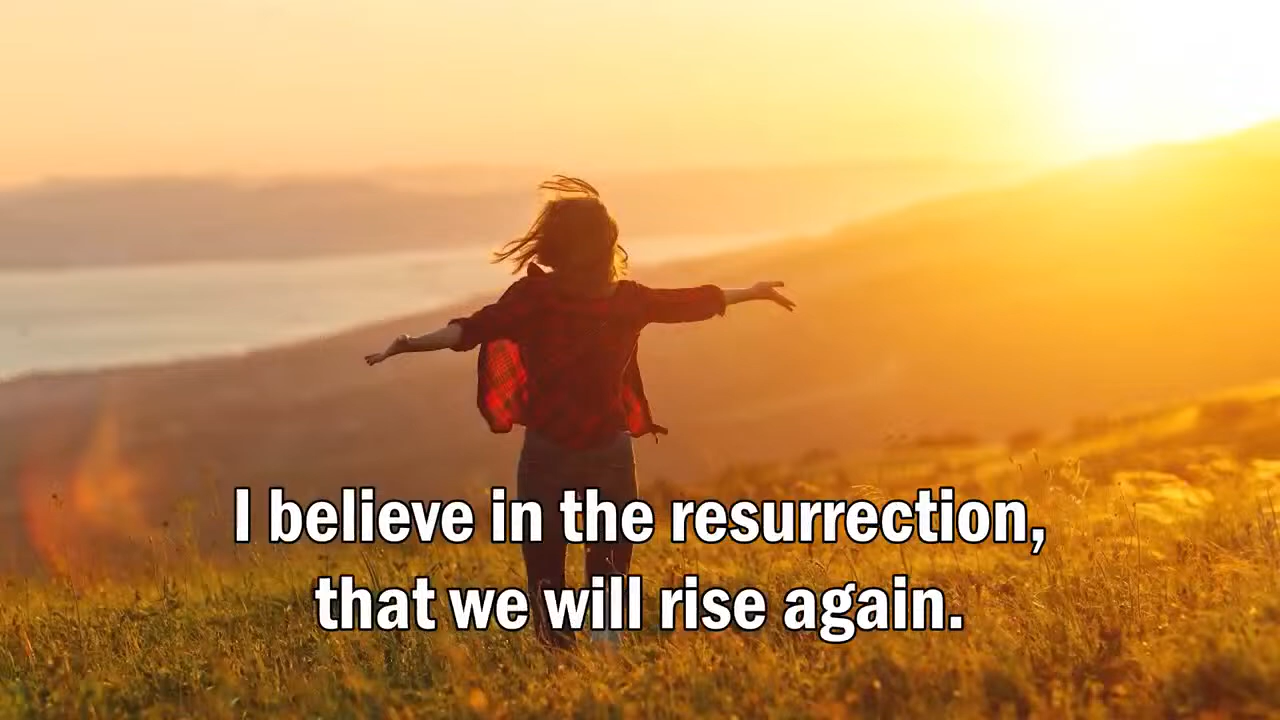 I believe in the resurrection,
that we will rise again.